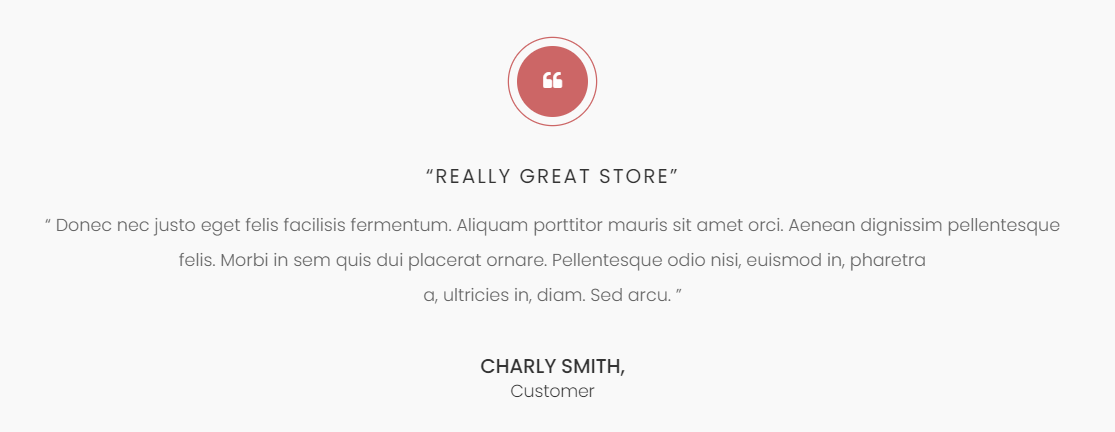 “REALLY GREAT STORE”
“ Donec nec justo eget felis facilisis fermentum. Aliquam porttitor mauris sit amet orci. Aenean dignissim pellentesque
felis. Morbi in sem quis dui placerat ornare. Pellentesque odio nisi, euismod in, pharetra
a, ultricies in, diam. Sed arcu. ”
CHARLY SMITH,
Customer